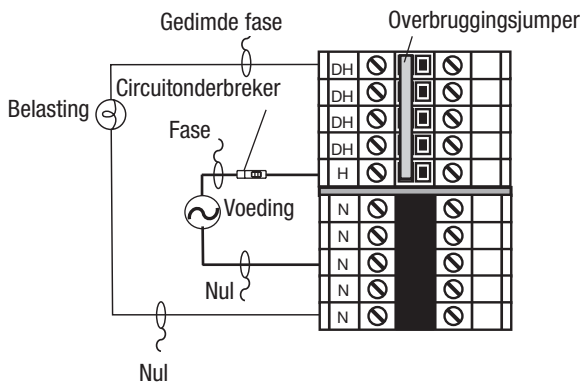 Gedimde fase
Overbruggingsjumper
Circuitonderbreker
Belasting
Fase
Voeding
Nul
Nul
DH
DH
DH
DH
H
N
N
N
N
N